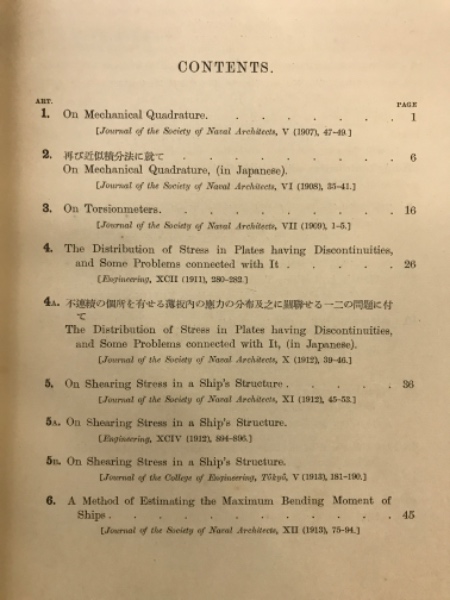 CONTENTS.
ART. PAGE
1. On Mechanical Quadrature. . . . . . . . 1
[Journal of the Society of Naval Architects, V (1907), 47-49.]
2. 再び近似積分法に就て . . . . . . . . 6
On Mechanical Quadrature, (in Japanese).
[Journal of the Society of Naval Architects, VI (1908), 35-41.]
3. On Torsionmeters. . . . . . . . . . 16
[Journal of the Society of Naval Architects, VII (1909), 1-5.]
4. The Distribution of Stress in Plates having Discontinuities,
and Some Problems connected with It . . . . . 26
[Engineering, XCII (1911), 280-282.]
4A. 不連續の個所を有せる薄板内の應力の分布及之に關聯せる一二の問題に付
て
The Distribution of Stress in Plates having Discontinuities,
and Some Problems connected with It, (in Japanese).
[Journal of the Society of Naval Architects, X (1912), 39-46.]
5. On Shearing Stress in a Ship's Structure . . . . . 36
[Journal of the Society of Naval Architects, XI (1912), 45-53.]
5A. On Shearing Stress in a Ship's Structure.
[Engineering, XCIV (1912), 894-896.]
5B. On Shearing Stress in a Ship's Structure.
[Journal of the College of Engineering, Tôkyô, V (1913), 181-190.]
6. A Method of Estimating the Maximum Bending Moment of
Ships . . . . . . . . . . . . 45
[Journal of the Society of Naval Architects, XII (1913), 75-94.]